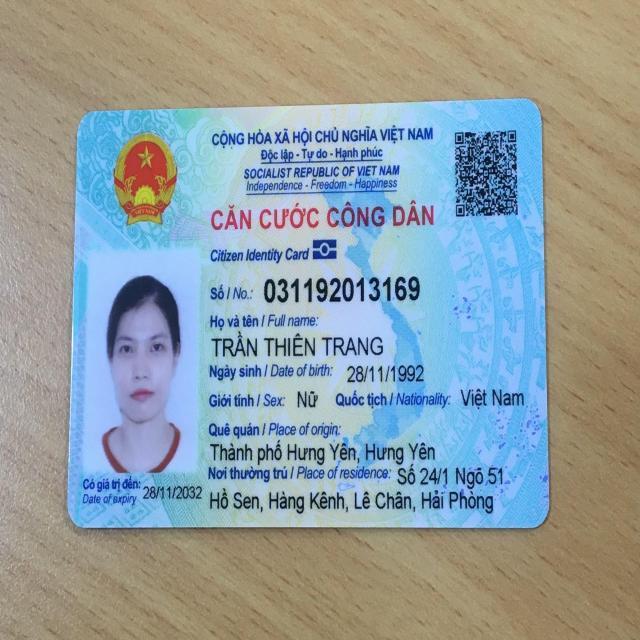 CỘNG HÒA XÃ HỘI CHỦ NGHĨA VIỆT NAM
Độc lập - Tự do - Hạnh phúc
SOCIALIST REPUBLIC OF VIET NAM
Independence - Freedom - Happiness
CĂN CƯỚC CÔNG DÂN
Citizen Identity Card
Số / No.: 031192013169
Họ và tên / Full name:
TRẦN THIÊN TRANG
Ngày sinh / Date of birth: 28/11/1992
Giới tính / Sex: Nữ Quốc tịch / Nationality: Việt Nam
Quê quán / Place of origin:
Thành phố Hưng Yên, Hưng Yên
Nơi thường trú / Place of residence: Số 24/1 Ngõ 51
Hồ Sen, Hàng Kênh, Lê Chân, Hải Phòng
Có giá trị đến: 28/11/2032
Date of expiry